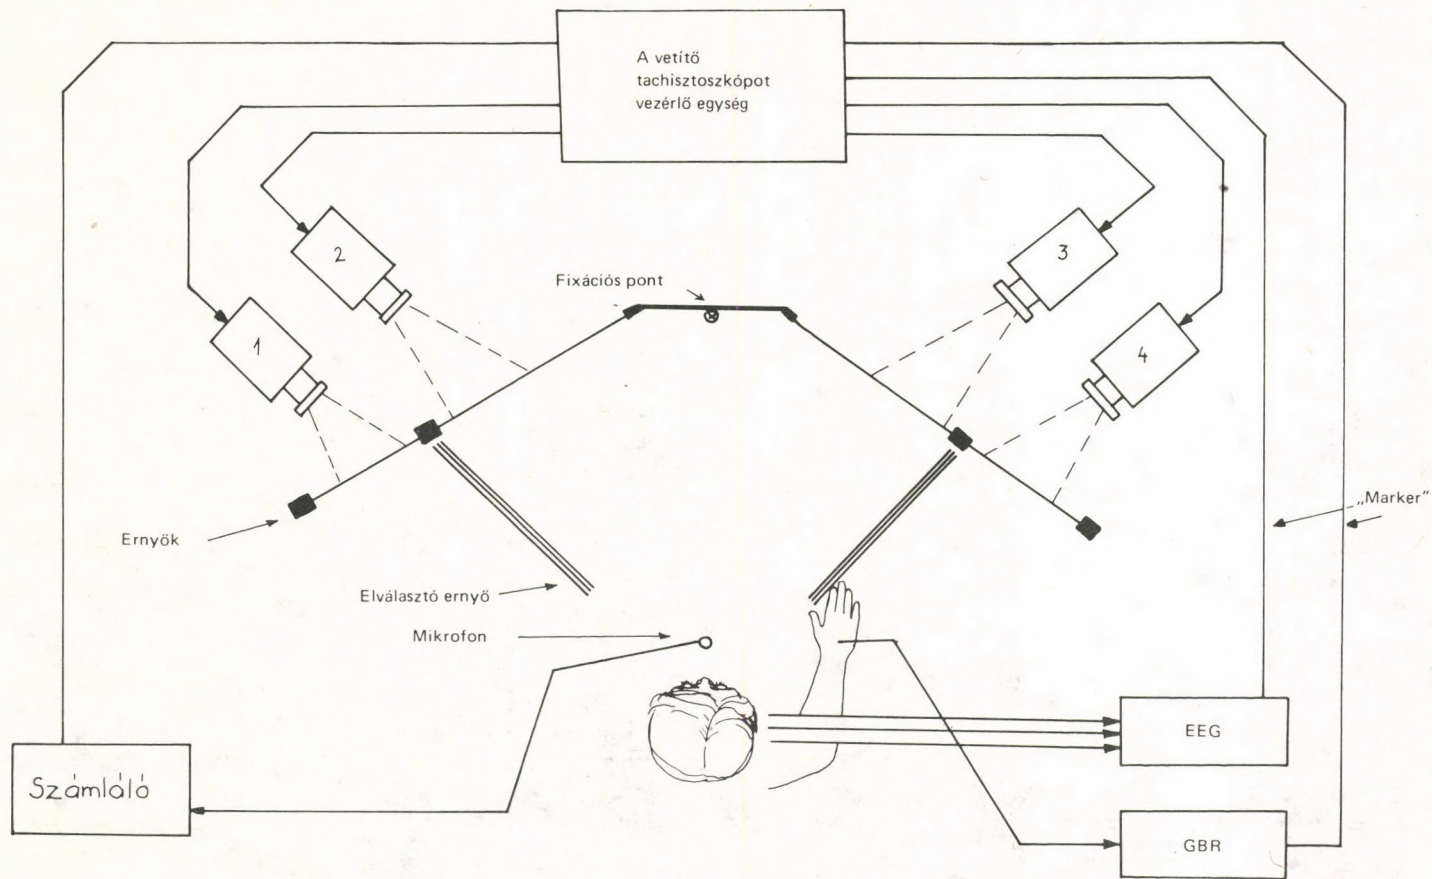 A vetítő
tachisztoszkópot
vezérlő egység
2
3
Fixációs pont
1
4
„Marker”
Ernyők
Elválasztó ernyő
Mikrofon
EEG
Számláló
GBR